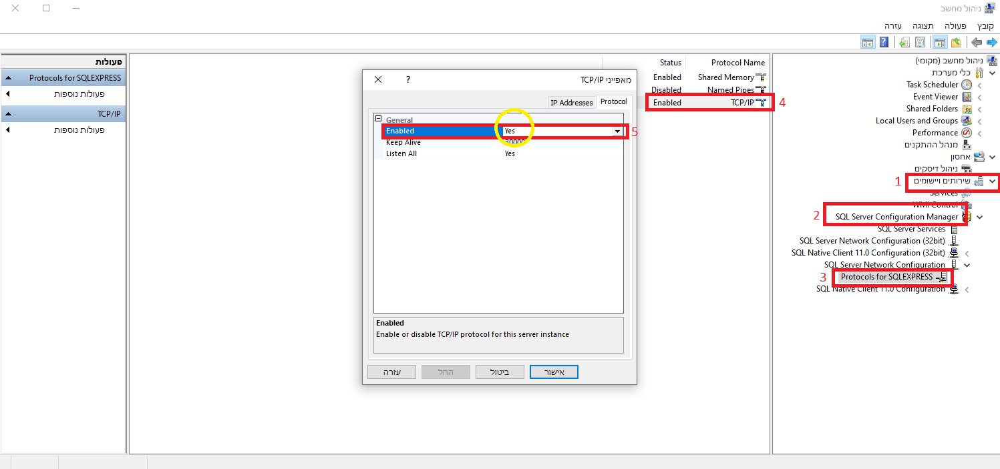 ניהול מחשב
קובץ פעולה תצוגה עזרה
ניהול מחשב (מקומי)
כלי מערכת
Task Scheduler
Event Viewer
Shared Folders
Local Users and Groups
Performance
מנהל ההתקנים
אחסון
ניהול דיסקים
1
שירותים ויישומים
Services
WMI Control
2
SQL Server Configuration Manager
SQL Server Services
SQL Server Network Configuration (32bit)
SQL Native Client 11.0 Configuration (32bit)
SQL Server Network Configuration
3
Protocols for SQLEXPRESS
SQL Native Client 11.0 Configuration
Protocol Name Status
Shared Memory Enabled
Named Pipes Disabled
TCP/IP Enabled
4
מאפייני TCP/IP
?
Protocol IP Addresses
General
Enabled Yes
5
Keep Alive 30000
Listen All Yes
Enabled
Enable or disable TCP/IP protocol for this server instance
אישור ביטול החל עזרה
פעולות
Protocols for SQLEXPRESS
פעולות נוספות
TCP/IP
פעולות נוספות